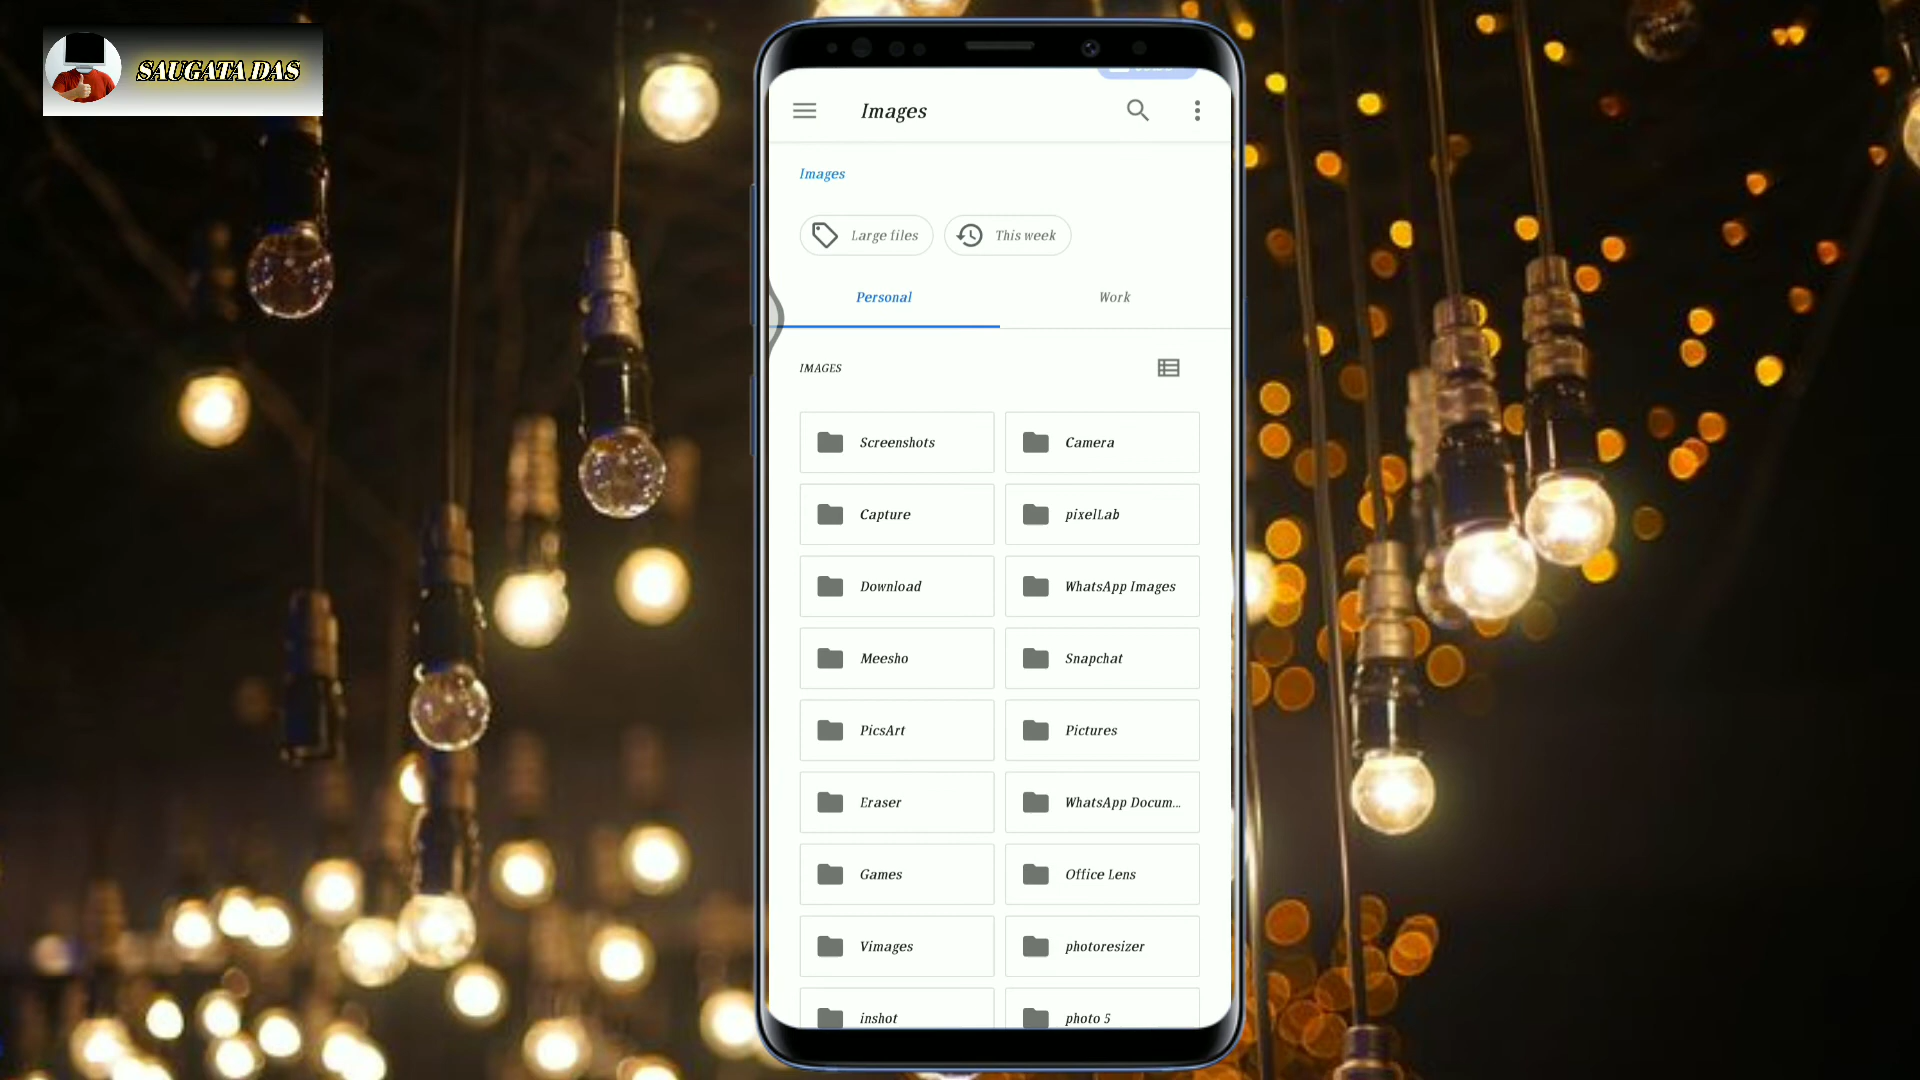 SAUGATA DAS
Images
Images
Large files
This week
Personal
Work
IMAGES
Screenshots
Camera
Capture
pixelLab
Download
WhatsApp Images
Meesho
Snapchat
PicsArt
Pictures
Eraser
WhatsApp Docum...
Games
Office Lens
Vimages
photoresizer
inshot
photo 5